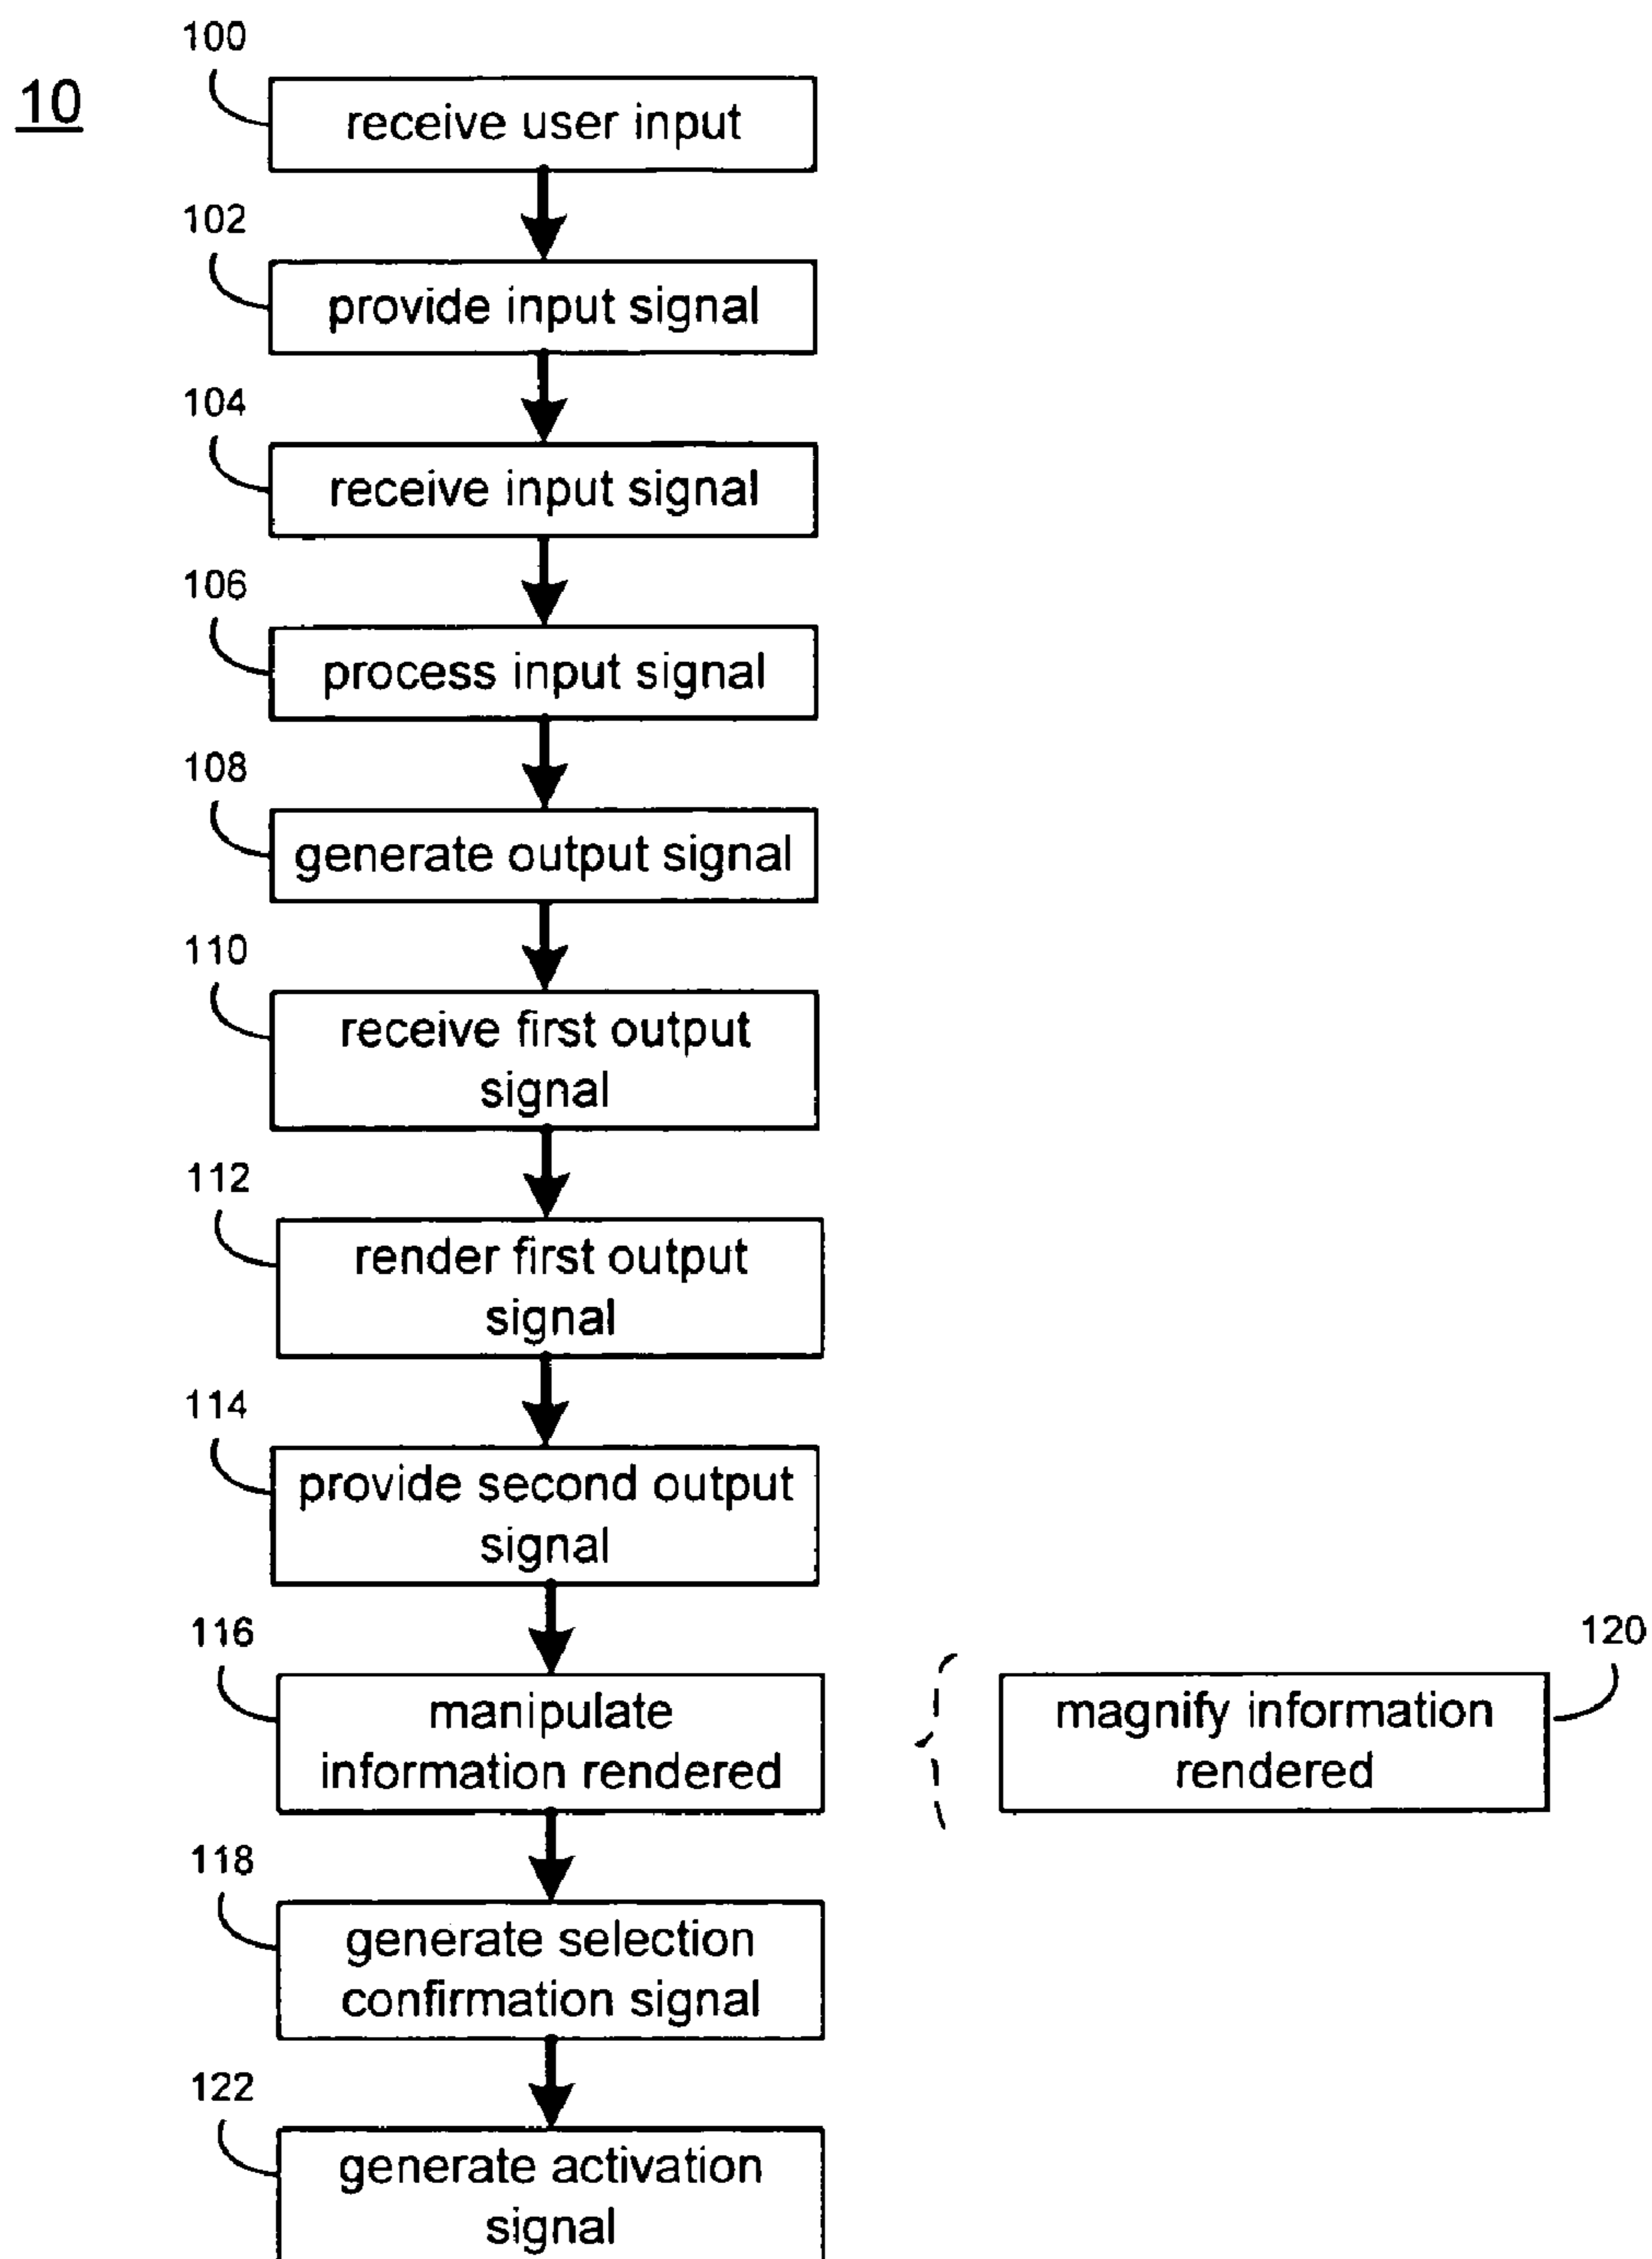 10
100
receive user input
102
provide input signal
104
receive input signal
106
process input signal
108
generate output signal
110
receive first output
signal
112
render first output
signal
114
provide second output
signal
116
manipulate
information rendered
120
magnify information
rendered
118
generate selection
confirmation signal
122
generate activation
signal